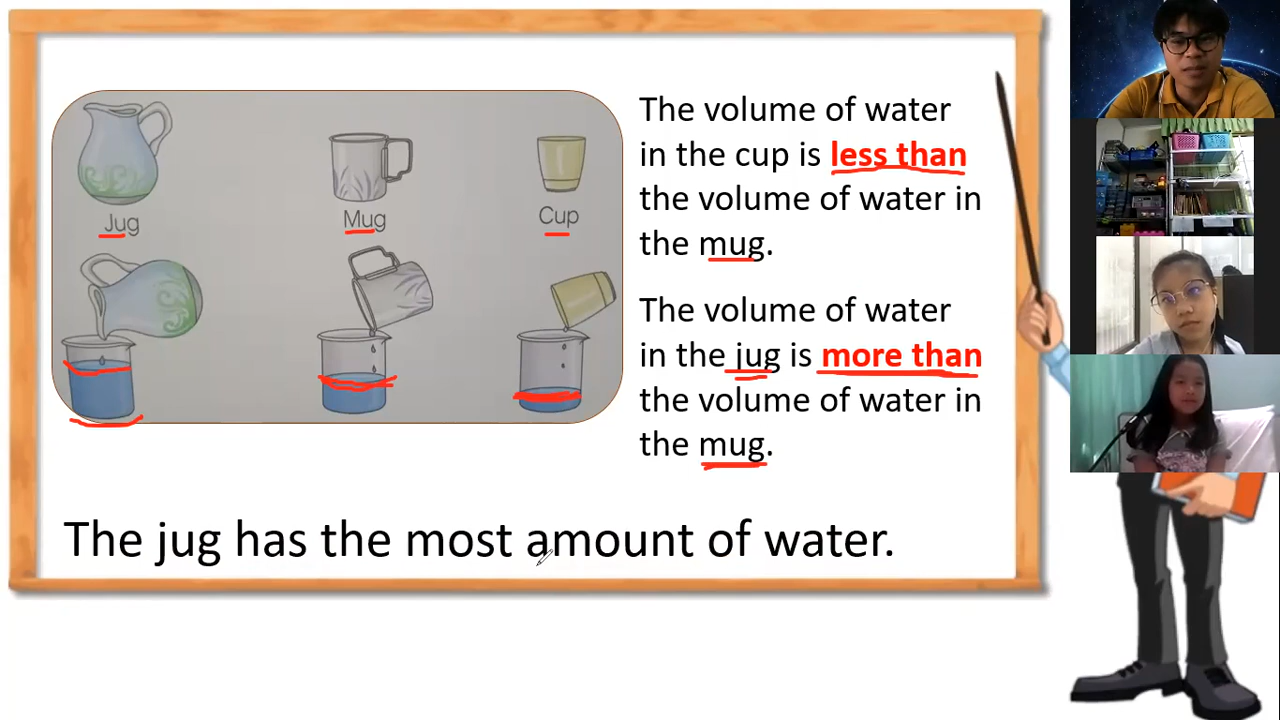 Jug
Mug
Cup
The volume of water
in the cup is less than
the volume of water in
the mug.
The volume of water
in the jug is more than
the volume of water in
the mug.
The jug has the most amount of water.